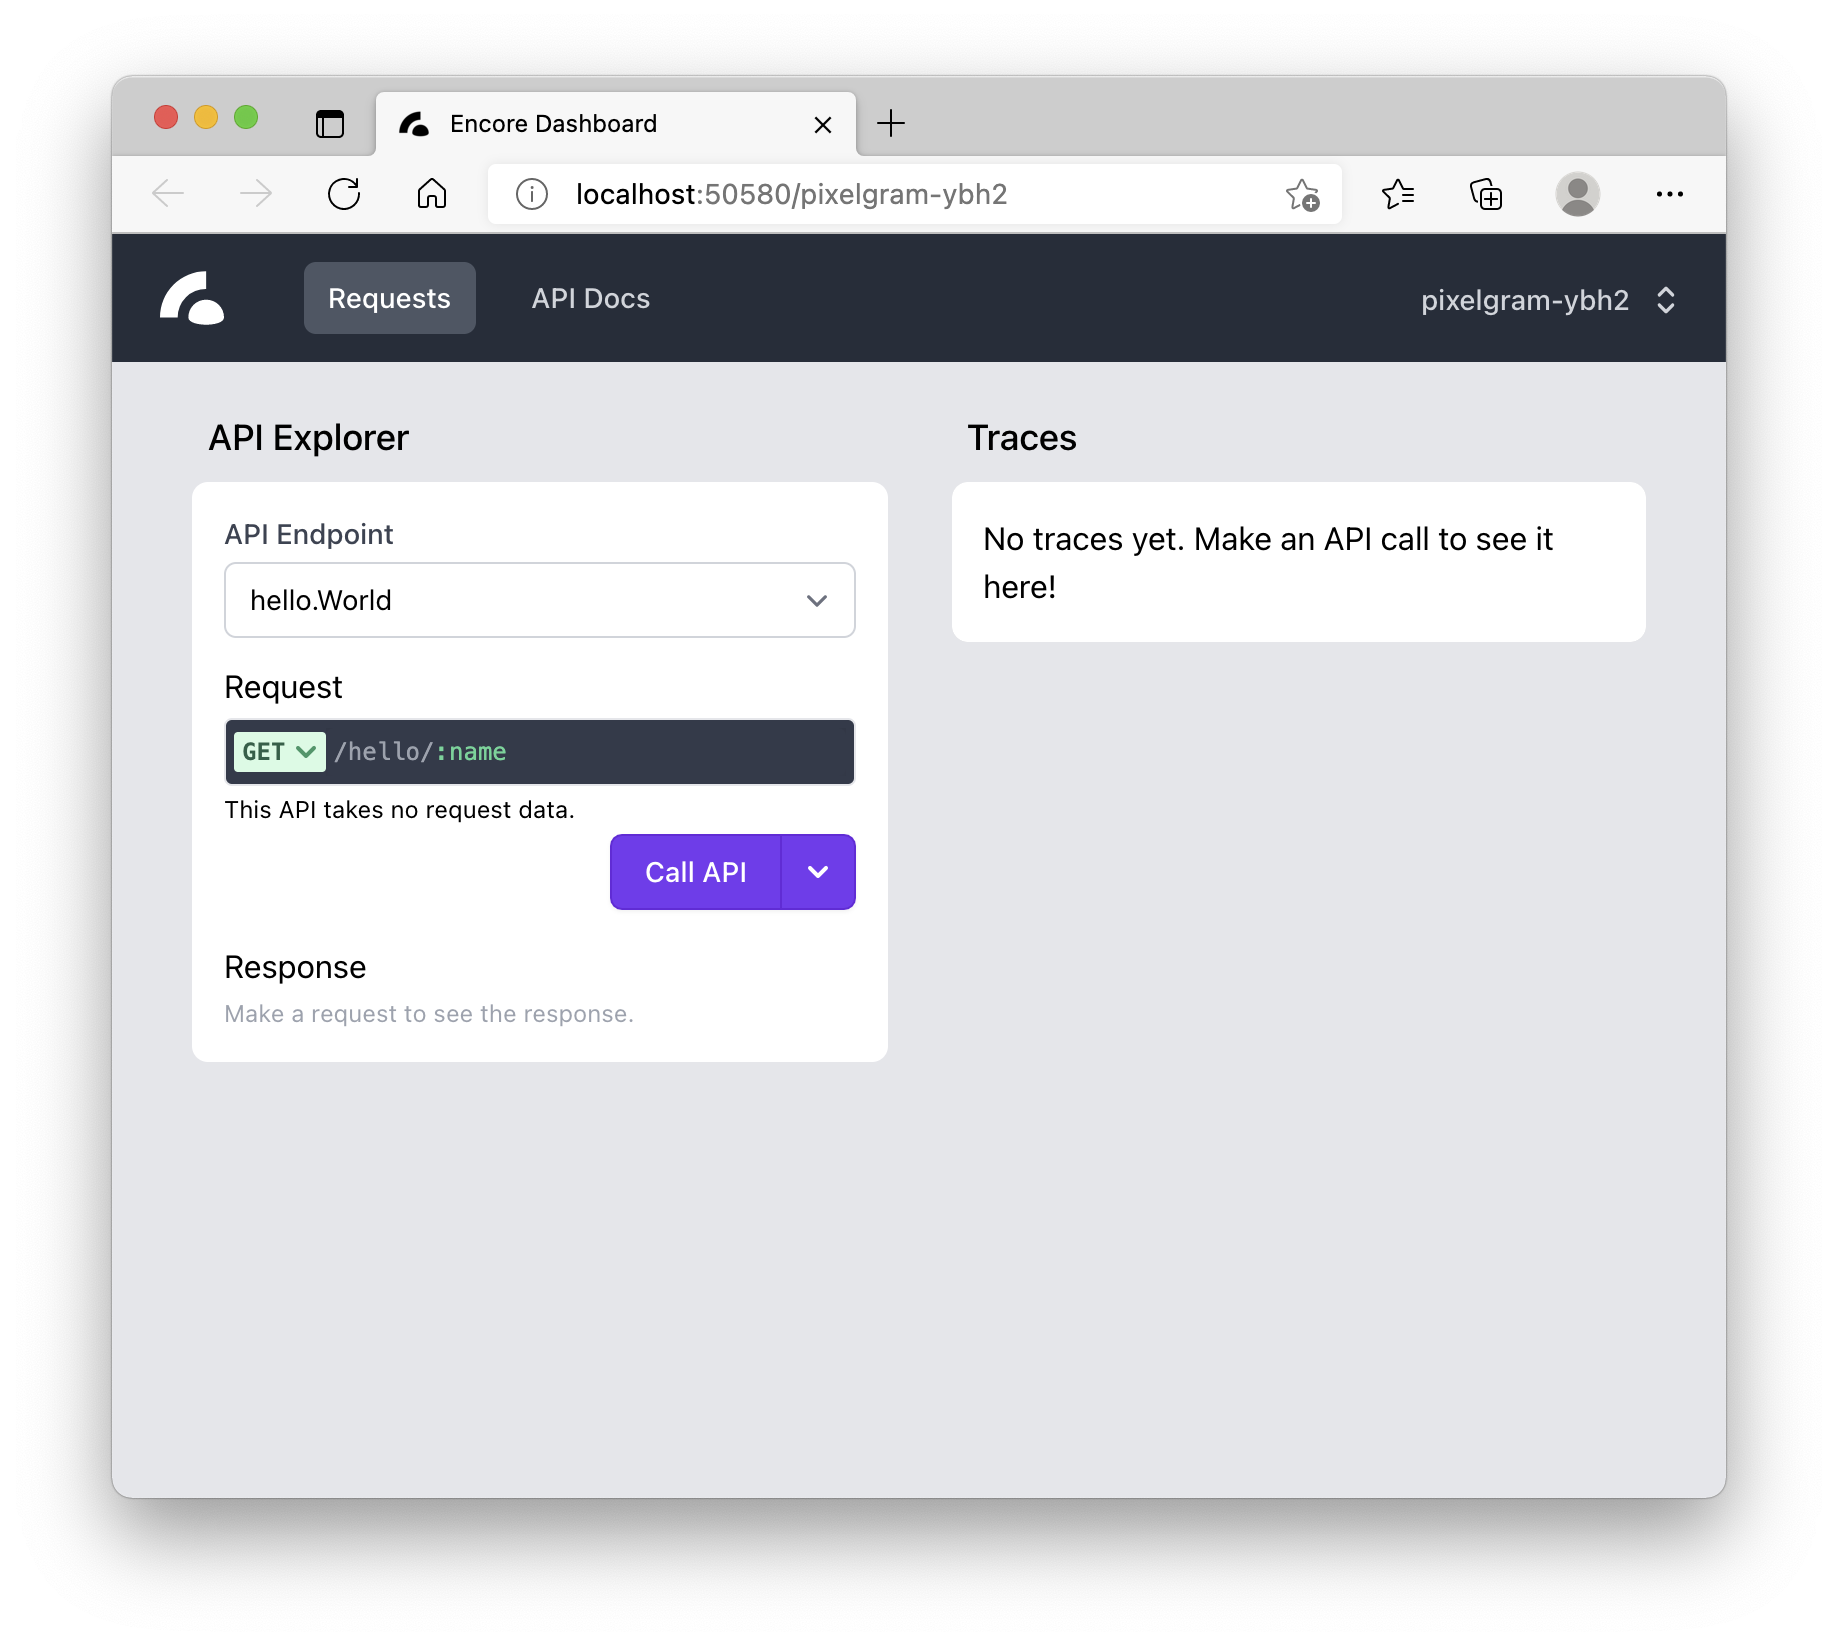 Encore Dashboard
localhost:50580/pixelgram-ybh2
Requests
API Docs
pixelgram-ybh2
API Explorer
API Endpoint
hello.World
Request
GET /hello/:name
This API takes no request data.
Call API
Response
Make a request to see the response.
Traces
No traces yet. Make an API call to see it
here!